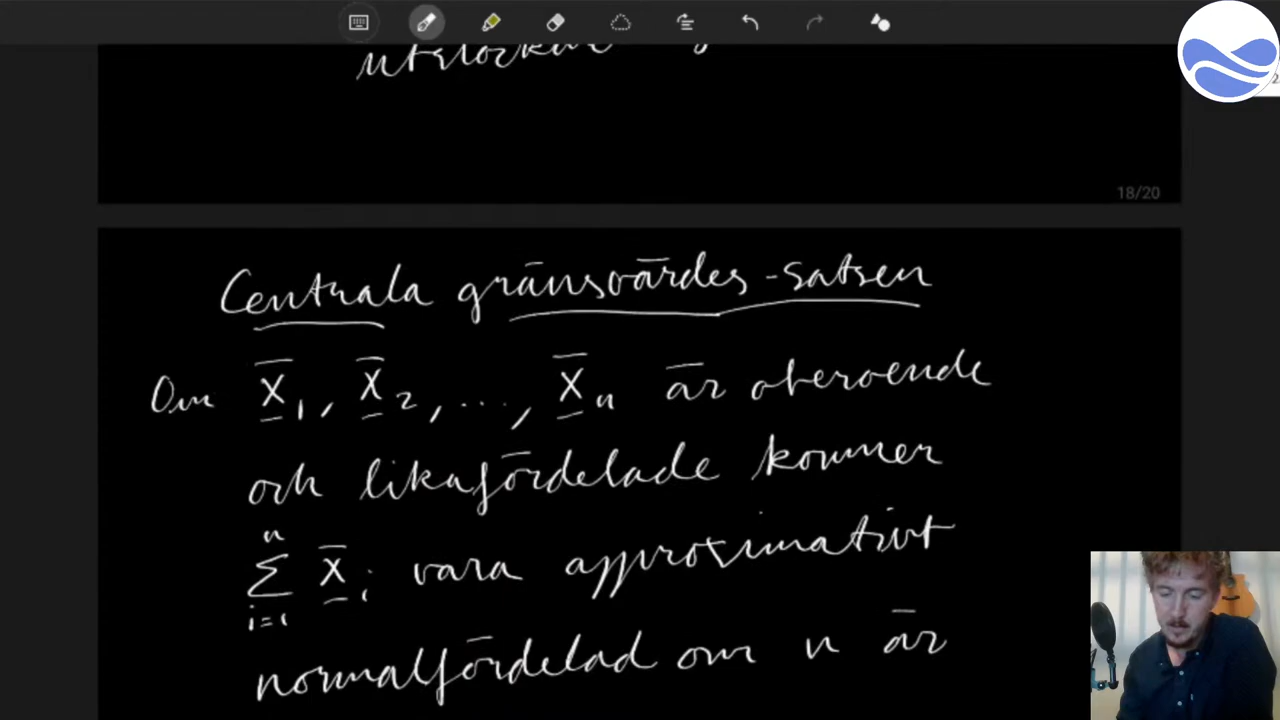 18/20
Centrala gränsvärdes-satsen
Om X₁, X₂, ..., Xₙ är oberoende
och likafördelade kommer
n
∑ Xᵢ vara approximativt
i=1
normalfördelad om n är